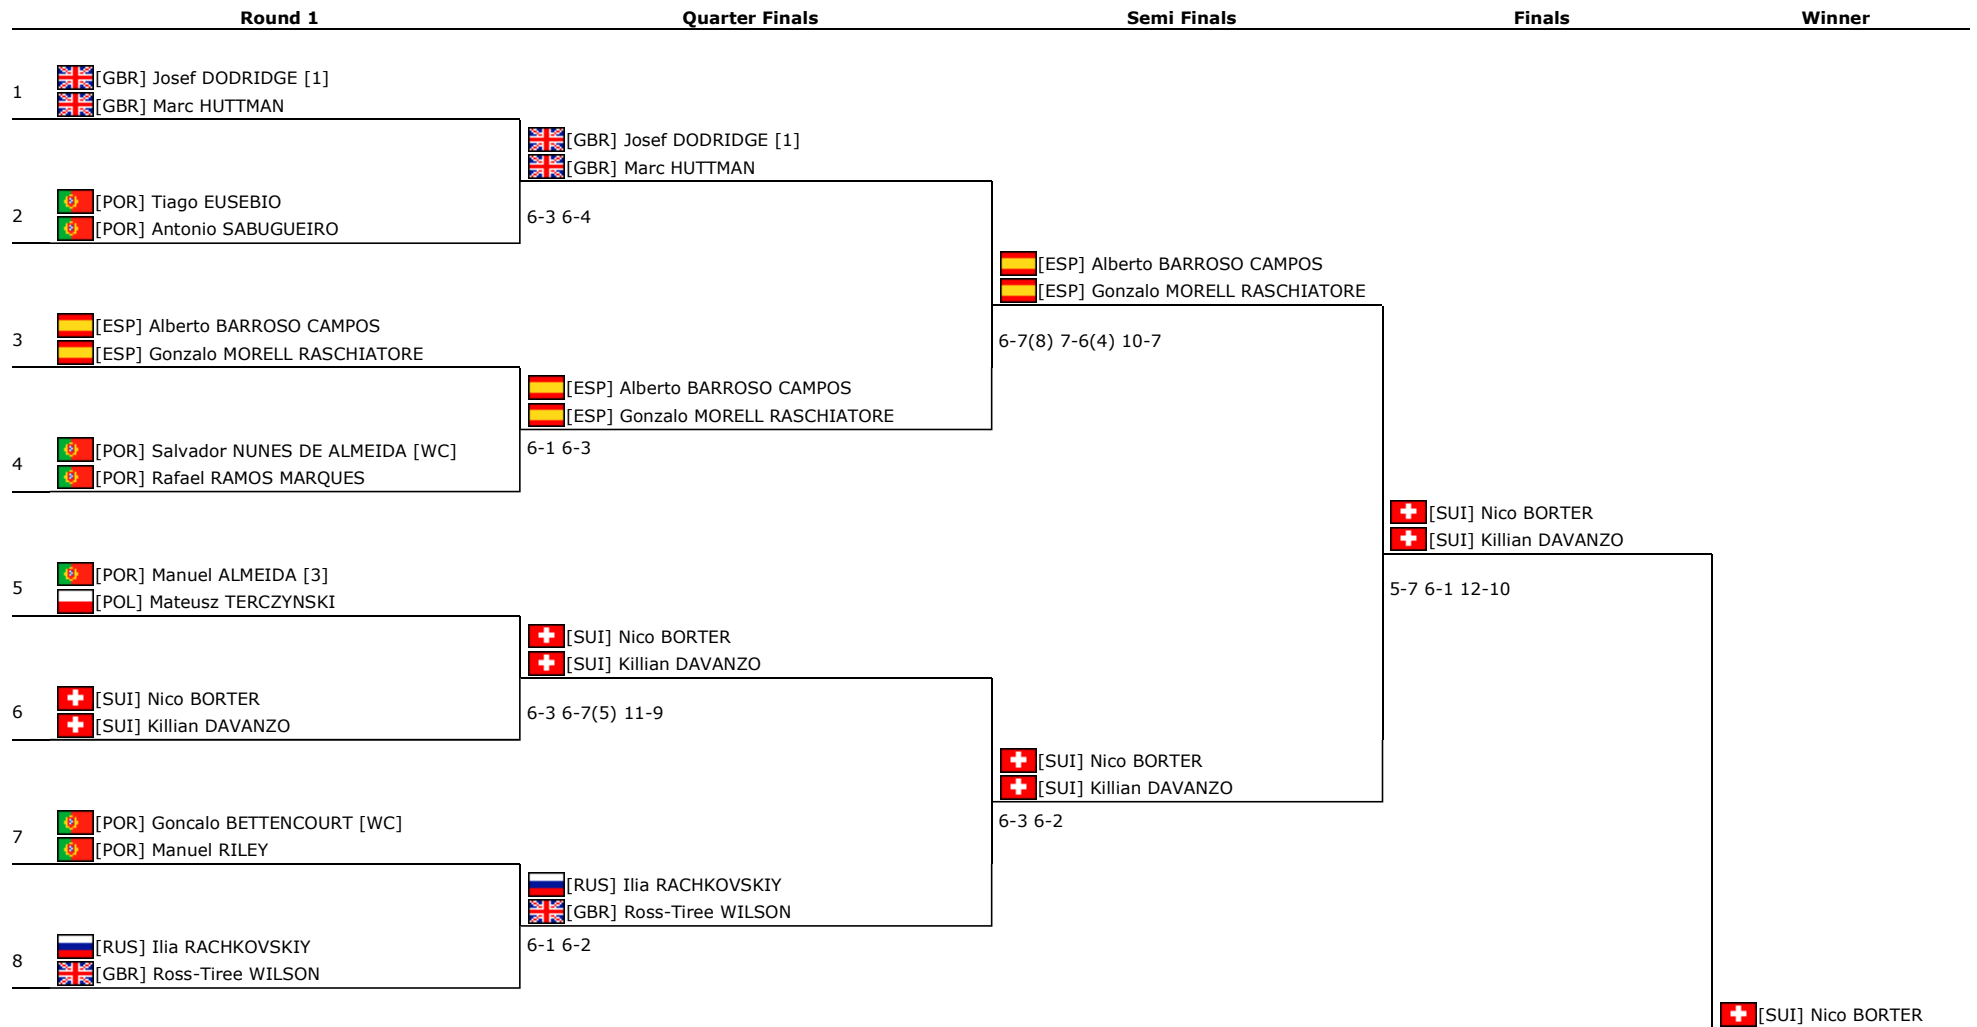 Round 1 Quarter Finals Semi Finals Finals Winner
1
[GBR] Josef DODRIDGE [1]
[GBR] Marc HUTTMAN
[GBR] Josef DODRIDGE [1]
[GBR] Marc HUTTMAN
2
[POR] Tiago EUSEBIO
[POR] Antonio SABUGUEIRO
6-3 6-4
[ESP] Alberto BARROSO CAMPOS
[ESP] Gonzalo MORELL RASCHIATORE
3
[ESP] Alberto BARROSO CAMPOS
[ESP] Gonzalo MORELL RASCHIATORE
6-7(8) 7-6(4) 10-7
[ESP] Alberto BARROSO CAMPOS
[ESP] Gonzalo MORELL RASCHIATORE
4
[POR] Salvador NUNES DE ALMEIDA [WC]
[POR] Rafael RAMOS MARQUES
6-1 6-3
[SUI] Nico BORTER
[SUI] Killian DAVANZO
5
[POR] Manuel ALMEIDA [3]
[POL] Mateusz TERCZYNSKI
5-7 6-1 12-10
[SUI] Nico BORTER
[SUI] Killian DAVANZO
6
[SUI] Nico BORTER
[SUI] Killian DAVANZO
6-3 6-7(5) 11-9
[SUI] Nico BORTER
[SUI] Killian DAVANZO
7
[POR] Goncalo BETTENCOURT [WC]
[POR] Manuel RILEY
6-3 6-2
[RUS] Ilia RACHKOVSKIY
[GBR] Ross-Tiree WILSON
8
[RUS] Ilia RACHKOVSKIY
[GBR] Ross-Tiree WILSON
6-1 6-2
[SUI] Nico BORTER